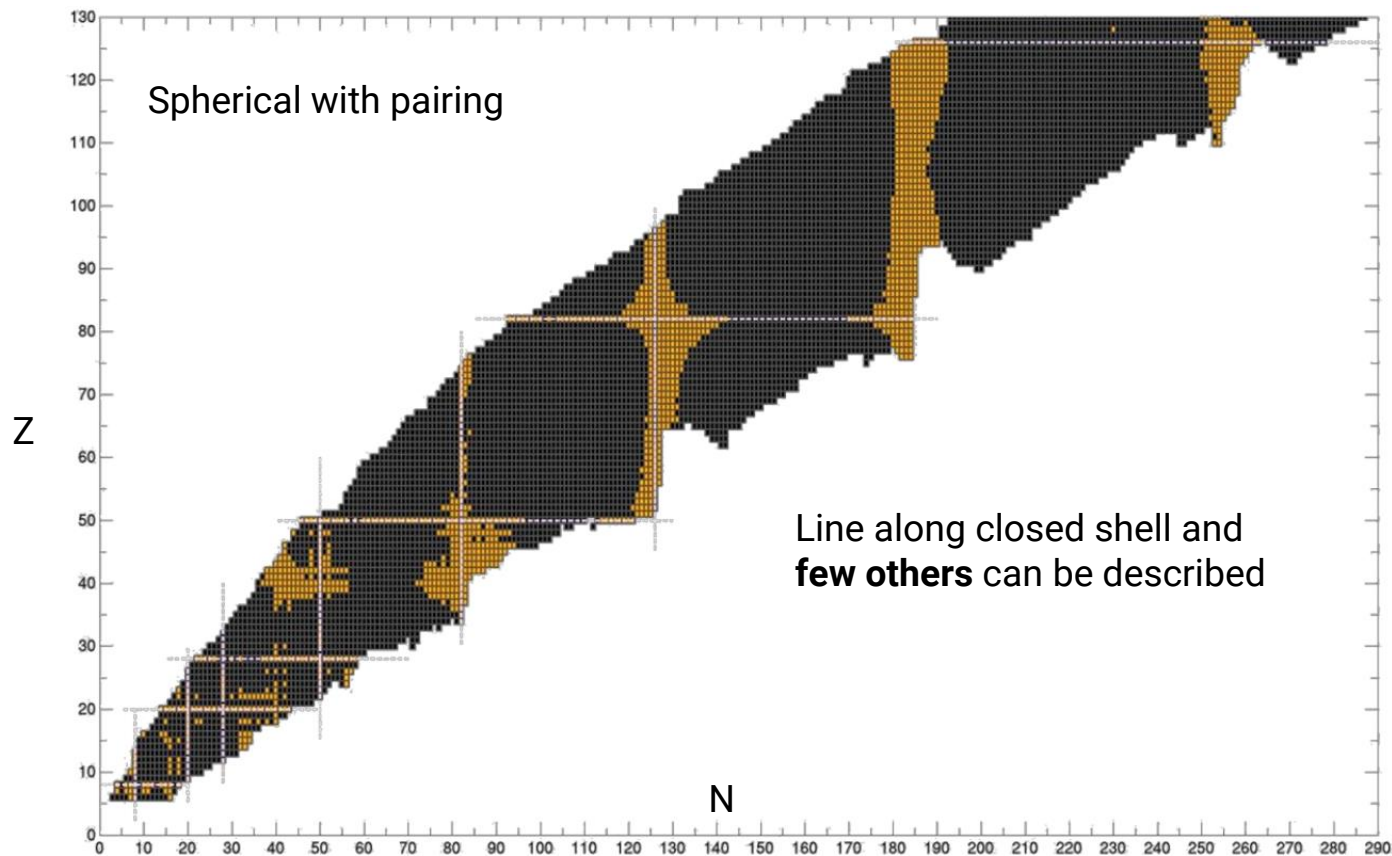 130
120
110
100
90
80
70
60
50
40
30
20
10
0
Spherical with pairing
Z
Line along closed shell and
few others can be described
N
0 10 20 30 40 50 60 70 80 90 100 110 120 130 140 150 160 170 180 190 200 210 220 230 240 250 260 270 280 290